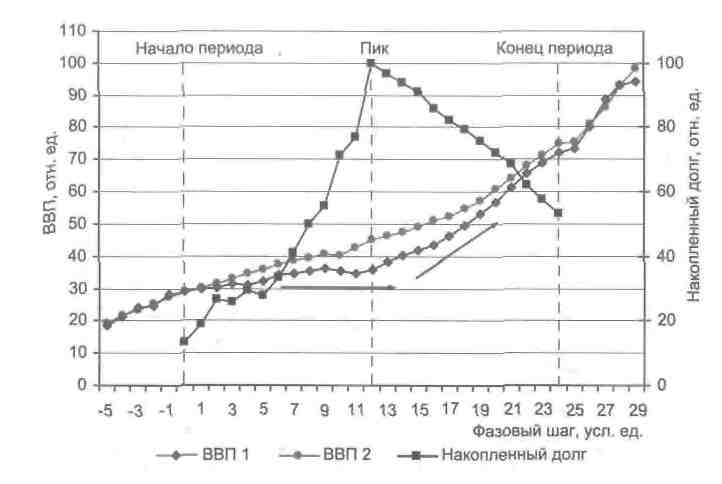 110
Начало периода Пик Конец периода
100 100
90
80 80
70
60 60
50
40 40
30
20 20
10
0 0
ВВП, отн. ед.
Накопленный долг, отн. ед.
-5 -3 -1 1 3 5 7 9 11 13 15 17 19 21 23 25 27 29
Фазовый шаг, усл. ед.
ВВП 1 ВВП 2 Накопленный долг